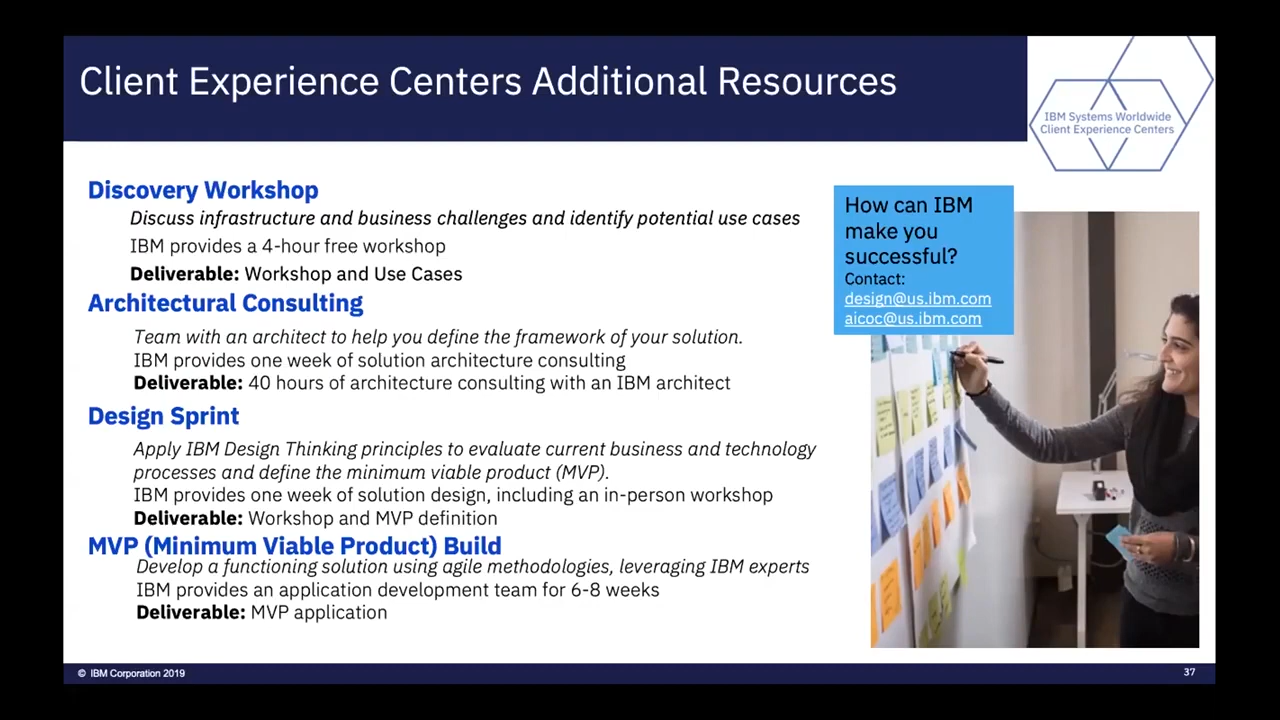 Client Experience Centers Additional Resources
IBM Systems Worldwide
Client Experience Centers
Discovery Workshop
Discuss infrastructure and business challenges and identify potential use cases
IBM provides a 4-hour free workshop
Deliverable: Workshop and Use Cases
Architectural Consulting
Team with an architect to help you define the framework of your solution.
IBM provides one week of solution architecture consulting
Deliverable: 40 hours of architecture consulting with an IBM architect
Design Sprint
Apply IBM Design Thinking principles to evaluate current business and technology
processes and define the minimum viable product (MVP).
IBM provides one week of solution design, including an in-person workshop
Deliverable: Workshop and MVP definition
MVP (Minimum Viable Product) Build
Develop a functioning solution using agile methodologies, leveraging IBM experts
IBM provides an application development team for 6-8 weeks
Deliverable: MVP application
How can IBM
make you
successful?
Contact:
design@us.ibm.com
aicoc@us.ibm.com
© IBM Corporation 2019
37